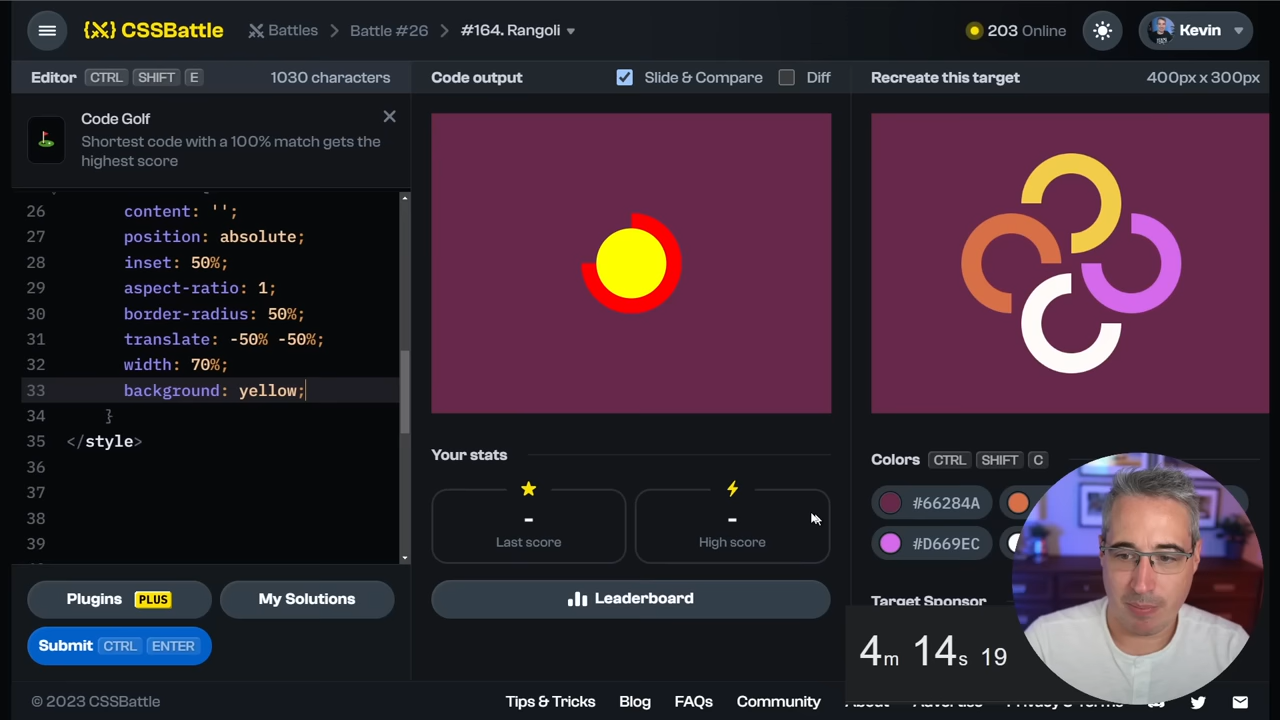 CSSBattle
Battles
Battle #26
#164. Rangoli
203 Online
Kevin
Editor CTRL SHIFT E
1030 characters
Code output
Slide & Compare
Diff
Recreate this target
400px x 300px
Code Golf
Shortest code with a 100% match gets the
highest score
26 content: '';
27 position: absolute;
28 inset: 50%;
29 aspect-ratio: 1;
30 border-radius: 50%;
31 translate: -50% -50%;
32 width: 70%;
33 background: yellow;
34 }
35 </style>
36
37
38
39
Your stats
-
Last score
-
High score
Leaderboard
Colors CTRL SHIFT C
#66284A
#D669EC
Target Sponsor
Plugins PLUS
My Solutions
Submit CTRL ENTER
4m 14s 19
© 2023 CSSBattle
Tips & Tricks
Blog
FAQs
Community